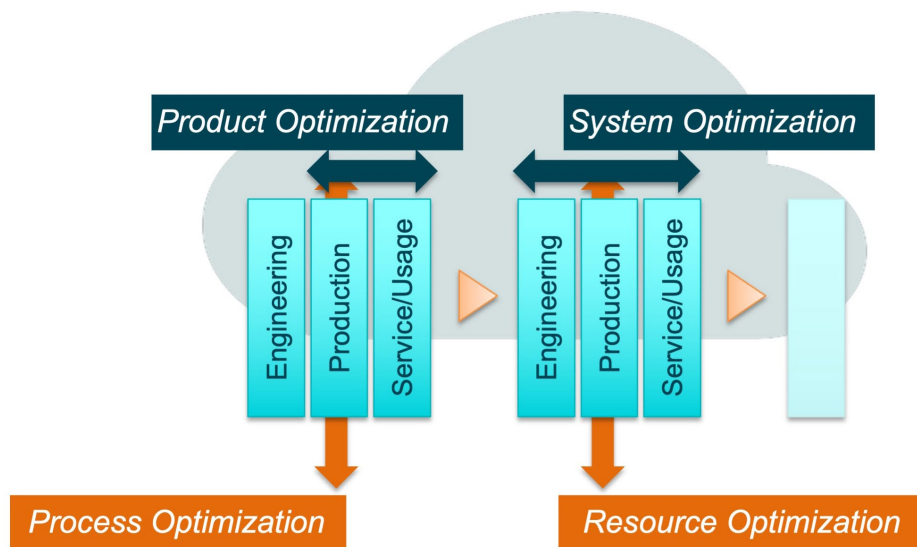 Product Optimization
System Optimization
Engineering
Production
Service/Usage
Engineering
Production
Service/Usage
Process Optimization
Resource Optimization